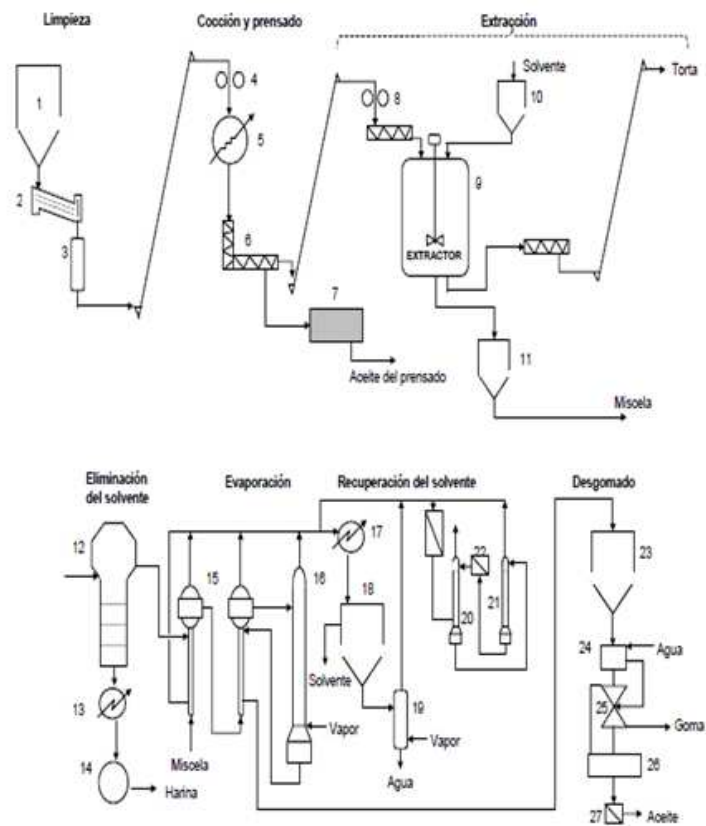 Limpieza
Cocción y prensado
Extracción
1
2
3
4
5
6
7
Aceite del prensado
8
Solvente
10
9
EXTRACTOR
Torta
11
Miscela
Eliminación
del solvente
Evaporación
Recuperación del solvente
Desgomado
12
13
14
Harina
15
Miscela
16
Vapor
17
18
Solvente
19
Vapor
Agua
20
22
21
23
24
Agua
25
Goma
26
27
Aceite